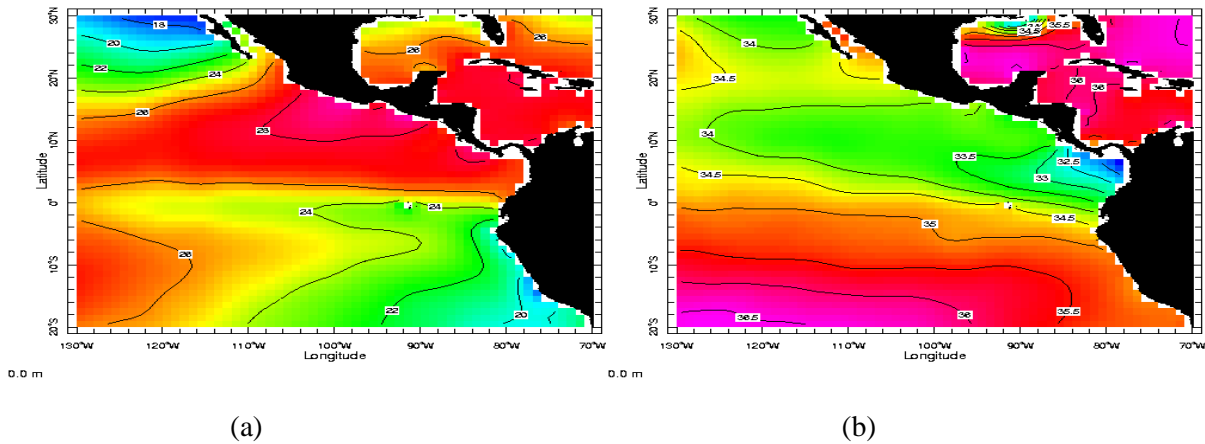 30°N
20°N
10°N
0°
10°S
20°S
Latitude
18
20
22
24
26
28
26
26
24
24
26
22
20
130°W
120°W
110°W
100°W
90°W
80°W
70°W
Longitude
0.0 m
(a)
30°N
20°N
10°N
0°
10°S
20°S
Latitude
34
34.5
34.5
35.5
36
36
34
33.5
32.5
33
34.5
34.5
35
36.5
36
35.5
130°W
120°W
110°W
100°W
90°W
80°W
70°W
Longitude
0.0 m
(b)